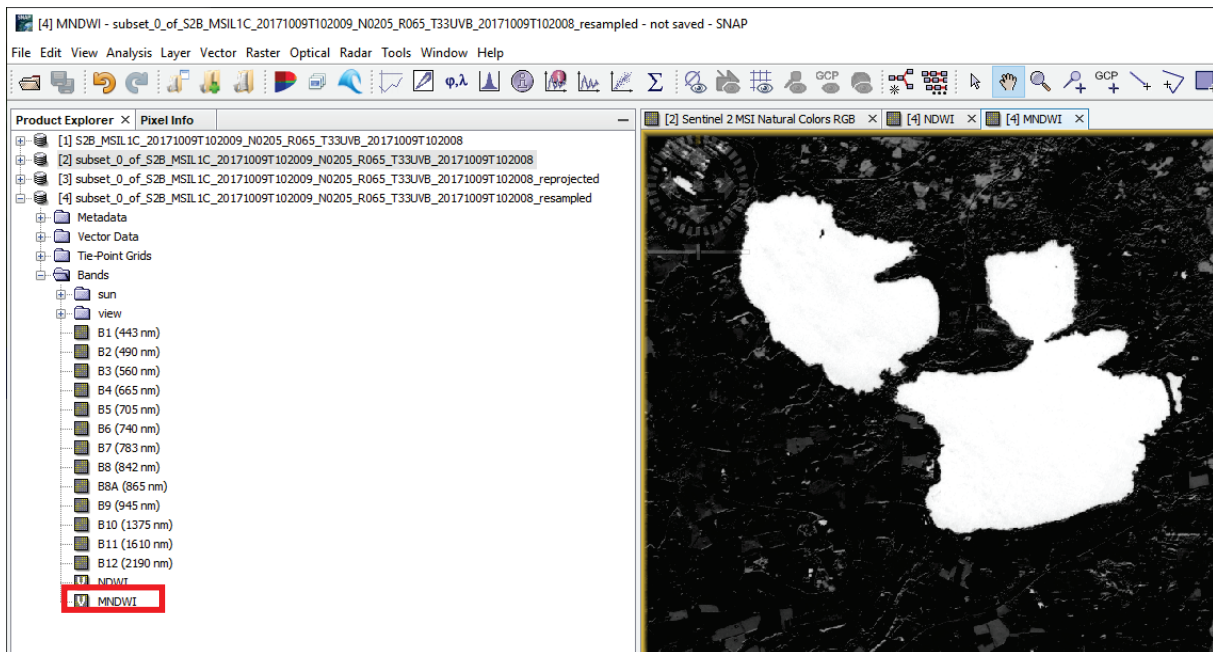 [4] MNDWI - subset_0_of_S2B_MSIL1C_20171009T102009_N0205_R065_T33UVB_20171009T102008_resampled - not saved - SNAP
File Edit View Analysis Layer Vector Raster Optical Radar Tools Window Help
φ,λ Σ GCP GCP
Product Explorer × Pixel Info — [2] Sentinel 2 MSI Natural Colors RGB × [4] NDWI × [4] MNDWI ×
[1] S2B_MSIL1C_20171009T102009_N0205_R065_T33UVB_20171009T102008
[2] subset_0_of_S2B_MSIL1C_20171009T102009_N0205_R065_T33UVB_20171009T102008
[3] subset_0_of_S2B_MSIL1C_20171009T102009_N0205_R065_T33UVB_20171009T102008_reprojected
[4] subset_0_of_S2B_MSIL1C_20171009T102009_N0205_R065_T33UVB_20171009T102008_resampled
Metadata
Vector Data
Tie-Point Grids
Bands
sun
view
B1 (443 nm)
B2 (490 nm)
B3 (560 nm)
B4 (665 nm)
B5 (705 nm)
B6 (740 nm)
B7 (783 nm)
B8 (842 nm)
B8A (865 nm)
B9 (945 nm)
B10 (1375 nm)
B11 (1610 nm)
B12 (2190 nm)
NDWI
MNDWI